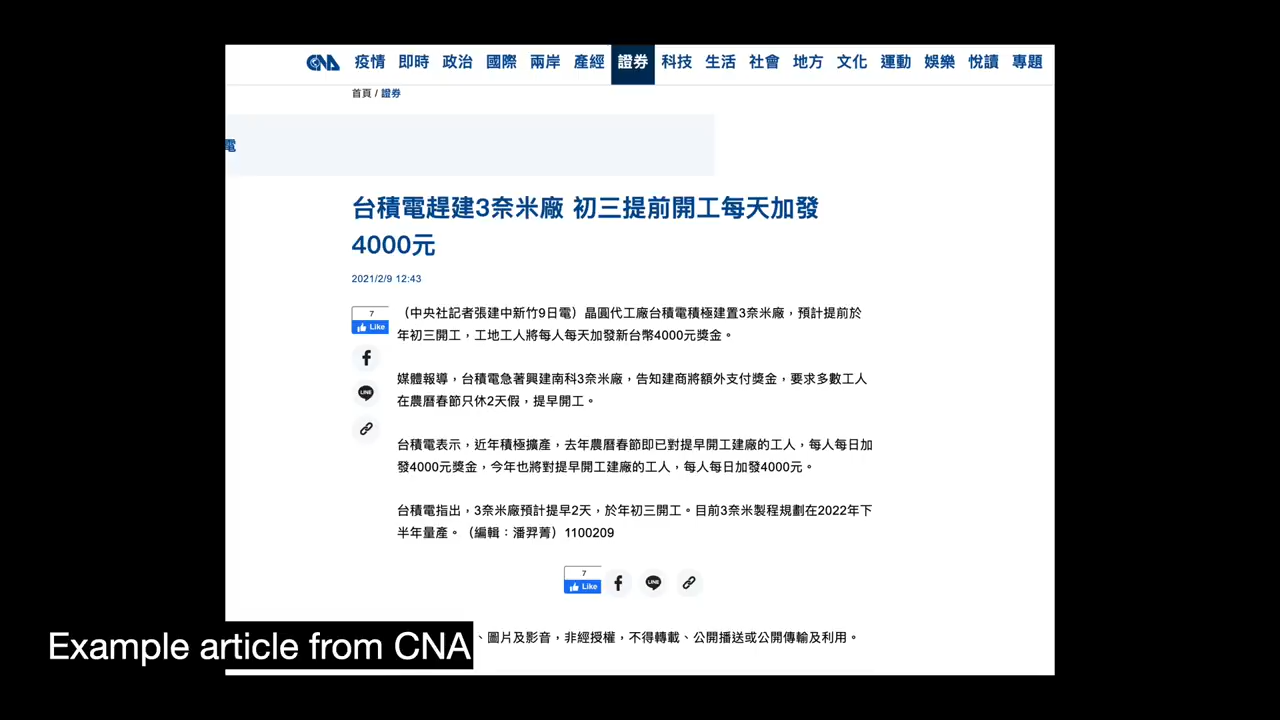 CNA 疫情 即時 政治 國際 兩岸 產經 證券 科技 生活 社會 地方 文化 運動 娛樂 悅讀 專題
首頁 / 證券
電
台積電趕建3奈米廠 初三提前開工每天加發
4000元
2021/2/9 12:43
7
Like
(中央社記者張建中新竹9日電)晶圓代工廠台積電積極建置3奈米廠，預計提前於
年初三開工，工地工人將每人每天加發新台幣4000元獎金。
LINE
媒體報導，台積電急著興建南科3奈米廠，告知建商將額外支付獎金，要求多數工人
在農曆春節只休2天假，提早開工。
台積電表示，近年積極擴產，去年農曆春節即已對提早開工建廠的工人，每人每日加
發4000元獎金，今年也將對提早開工建廠的工人，每人每日加發4000元。
台積電指出，3奈米廠預計提早2天，於年初三開工。目前3奈米製程規劃在2022年下
半年量產。(編輯：潘羿菁)1100209
7
Like
LINE
、圖片及影音，非經授權，不得轉載、公開播送或公開傳輸及利用。
Example article from CNA